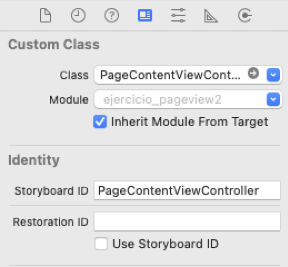 Custom Class
Class PageContentViewCont...
Module ejercicio_pageview2
Inherit Module From Target
Identity
Storyboard ID PageContentViewController
Restoration ID
Use Storyboard ID